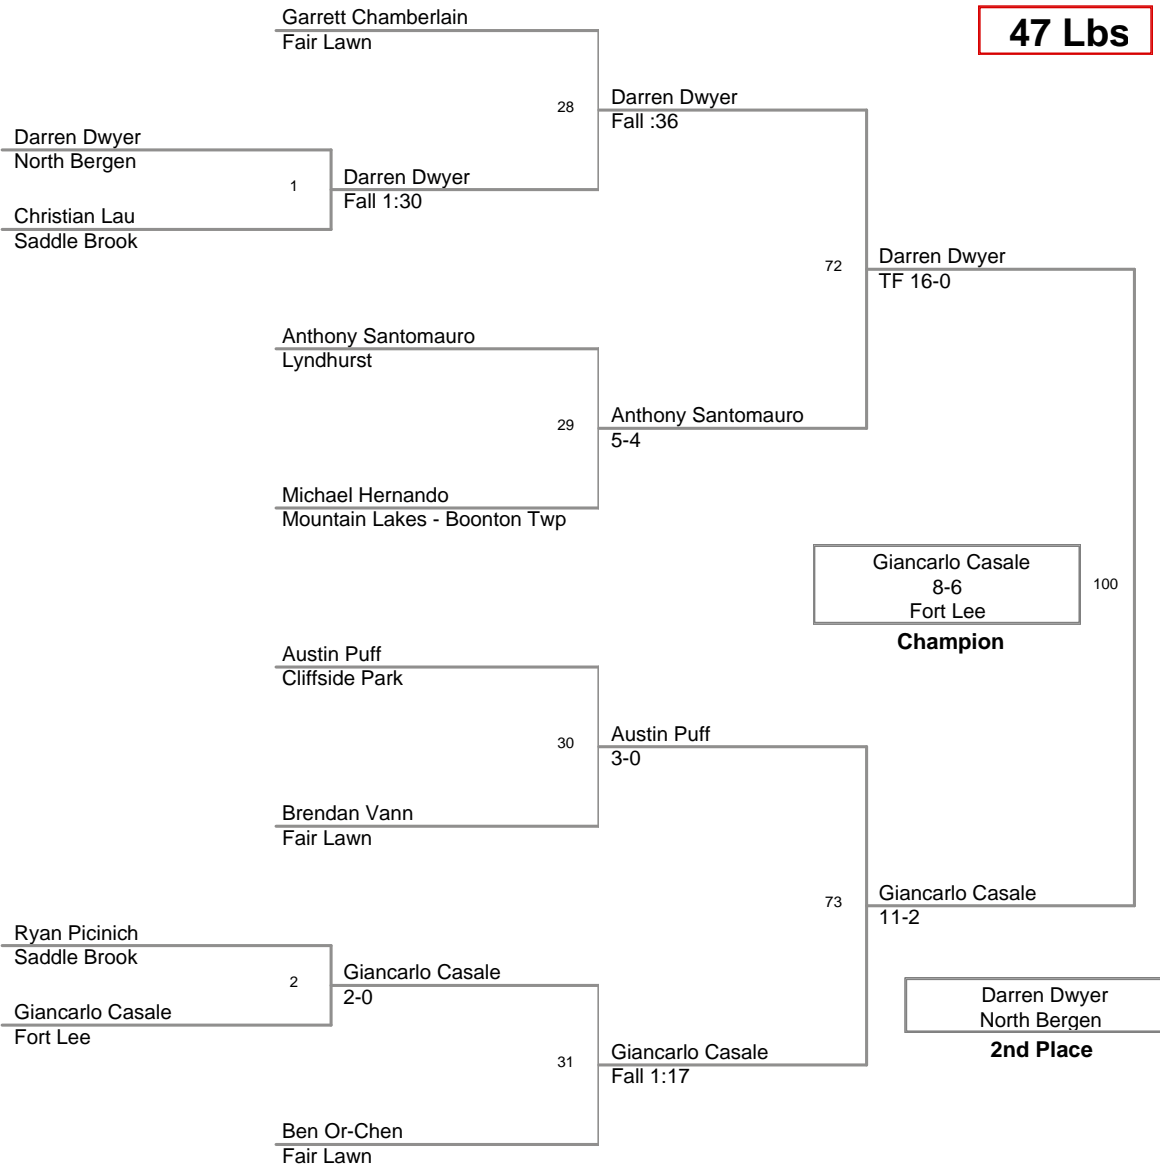 Garrett Chamberlain
Fair Lawn
47 Lbs
28
Darren Dwyer
Fall :36
Darren Dwyer
North Bergen
1
Darren Dwyer
Fall 1:30
Christian Lau
Saddle Brook
72
Darren Dwyer
TF 16-0
Anthony Santomauro
Lyndhurst
29
Anthony Santomauro
5-4
Michael Hernando
Mountain Lakes - Boonton Twp
Giancarlo Casale
8-6
Fort Lee
100
Champion
Austin Puff
Cliffside Park
30
Austin Puff
3-0
Brendan Vann
Fair Lawn
73
Giancarlo Casale
11-2
Ryan Picinich
Saddle Brook
2
Giancarlo Casale
2-0
Giancarlo Casale
Fort Lee
Darren Dwyer
North Bergen
2nd Place
31
Giancarlo Casale
Fall 1:17
Ben Or-Chen
Fair Lawn